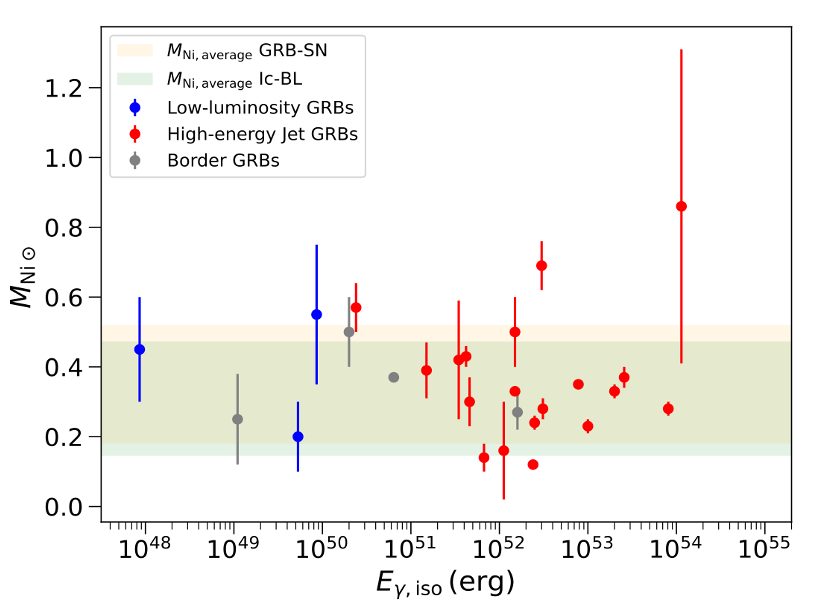 M_Ni,average GRB-SN
M_Ni,average Ic-BL
Low-luminosity GRBs
High-energy Jet GRBs
Border GRBs
1.2
1.0
0.8
0.6
0.4
0.2
0.0
M_Ni⊙
10^48 10^49 10^50 10^51 10^52 10^53 10^54 10^55
E_γ,iso (erg)